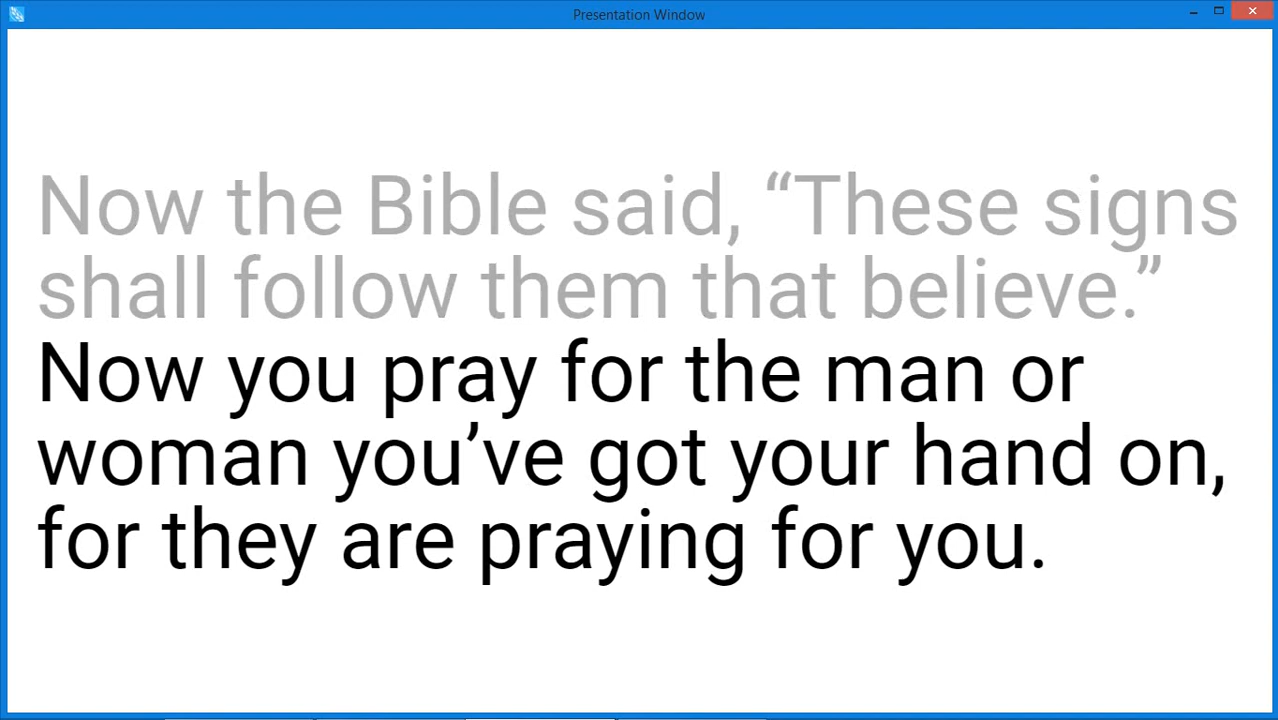 Presentation Window
Now the Bible said, “These signs
shall follow them that believe.”
Now you pray for the man or
woman you’ve got your hand on,
for they are praying for you.